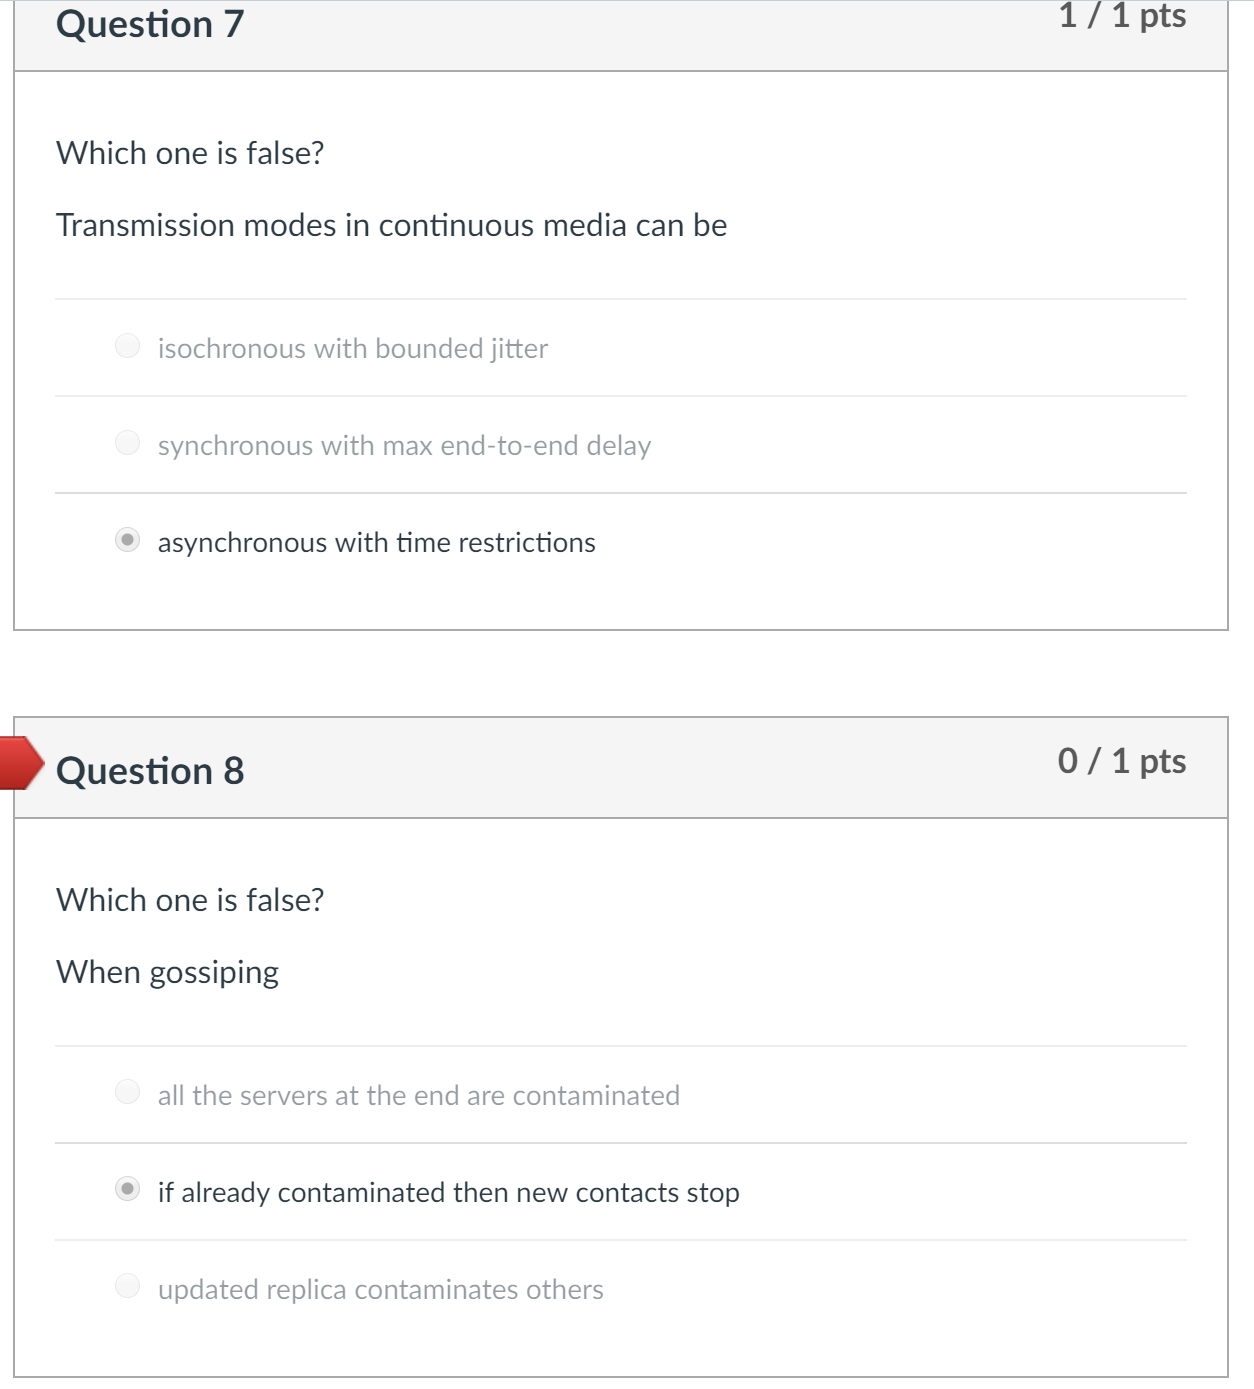 Question 7
1 / 1 pts
Which one is false?
Transmission modes in continuous media can be
isochronous with bounded jitter
synchronous with max end-to-end delay
asynchronous with time restrictions
Question 8
0 / 1 pts
Which one is false?
When gossiping
all the servers at the end are contaminated
if already contaminated then new contacts stop
updated replica contaminates others